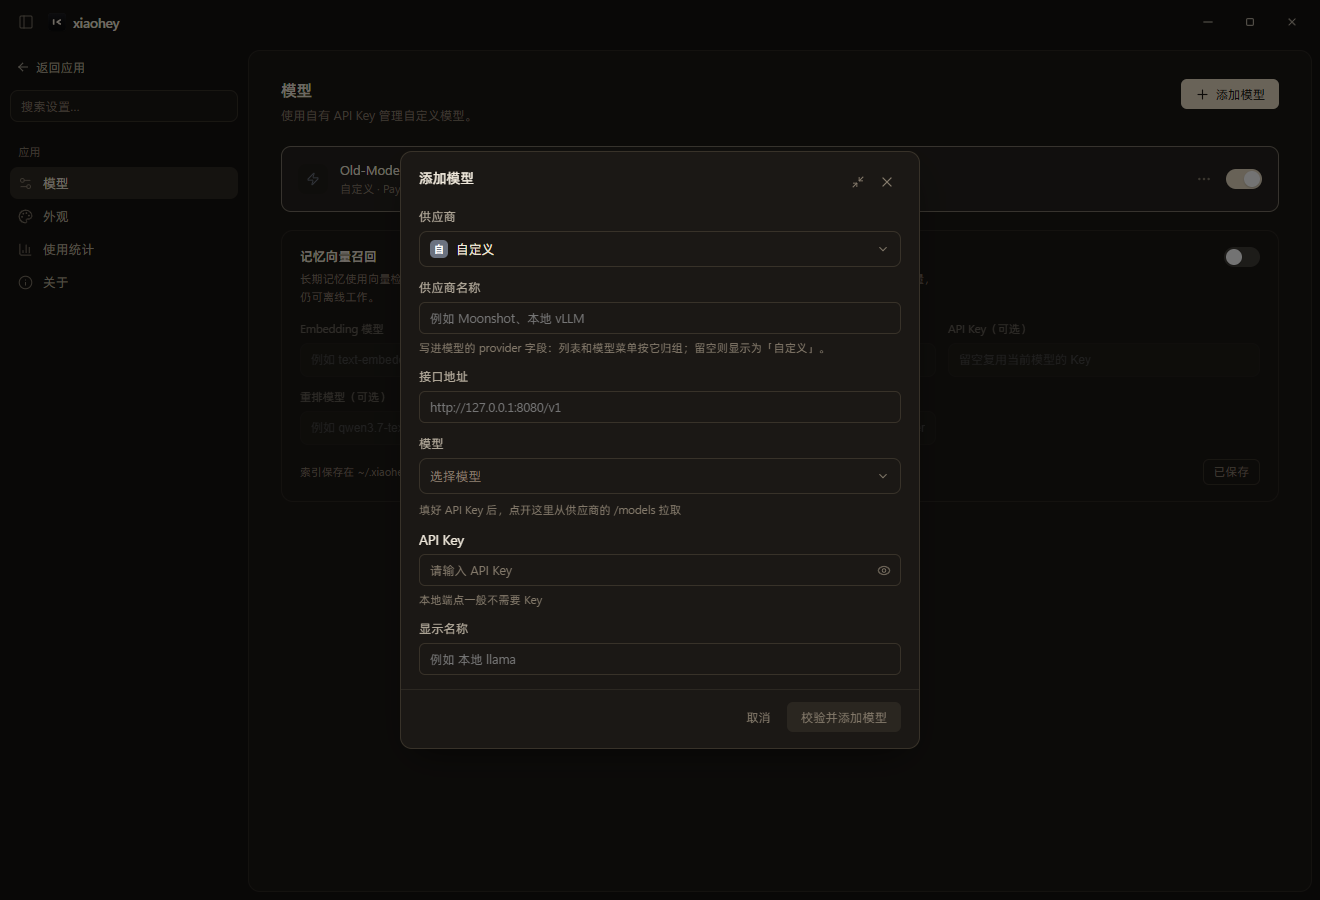 xiaohey
返回应用
搜索设置...
应用
模型
外观
使用统计
关于
模型
使用自有 API Key 管理自定义模型。
添加模型
Old-Mode
自定义 · Pay
记忆向量召回
长期记忆使用向量检
仍可离线工作。
Embedding 模型
例如 text-embed
API Key（可选）
留空复用当前模型的 Key
重排模型（可选）
例如 qwen3.7-te
索引保存在 ~/.xiaohe
已保存
添加模型
供应商
自 自定义
供应商名称
例如 Moonshot、本地 vLLM
写进模型的 provider 字段：列表和模型菜单按它归组；留空则显示为「自定义」。
接口地址
http://127.0.0.1:8080/v1
模型
选择模型
填好 API Key 后，点开这里从供应商的 /models 拉取
API Key
请输入 API Key
本地端点一般不需要 Key
显示名称
例如 本地 llama
取消
校验并添加模型